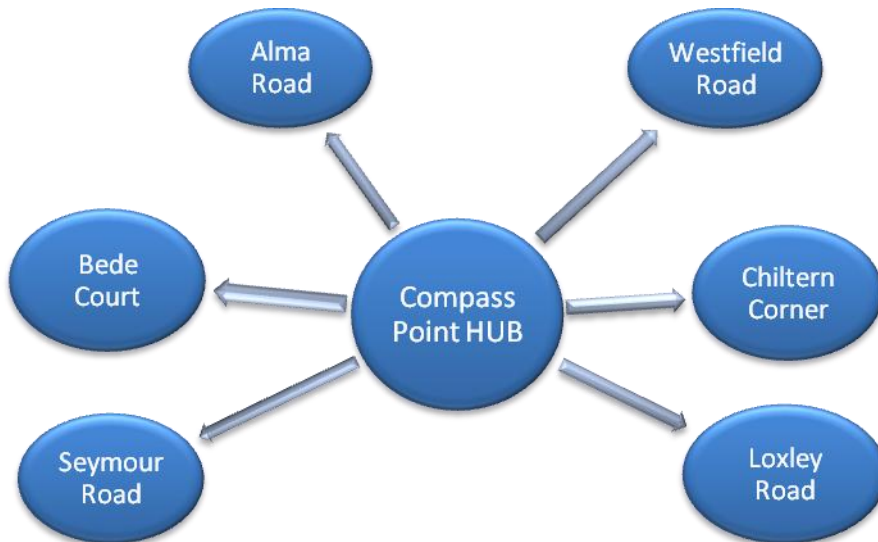 Alma
Road
Westfield
Road
Bede
Court
Compass
Point HUB
Chiltern
Corner
Seymour
Road
Loxley
Road